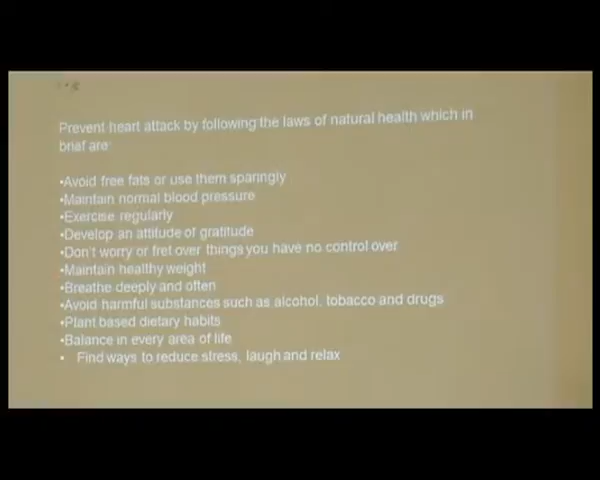 Prevent heart attack by following the laws of natural health which in
brief are
•Avoid free fats or use them sparingly
•Maintain normal blood pressure
•Exercise regularly
•Develop an attitude of gratitude
•Don't worry or fret over things you have no control over
•Maintain healthy weight
•Breathe deeply and often
•Avoid harmful substances such as alcohol, tobacco and drugs
•Plant based dietary habits
•Balance in every area of life
• Find ways to reduce stress, laugh and relax